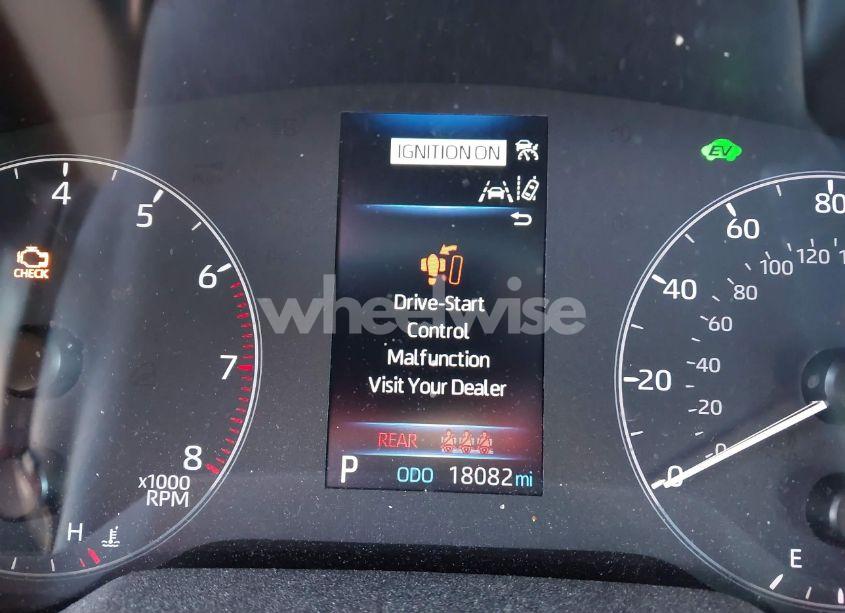 IGNITION ON
EV
CHECK
4
5
6
7
8
x1000
RPM
H
Drive-Start
Control
Malfunction
Visit Your Dealer
REAR
P ODO 18082 mi
wheelwise
0
20
40
60
80
0
20
40
60
80
100
120
E